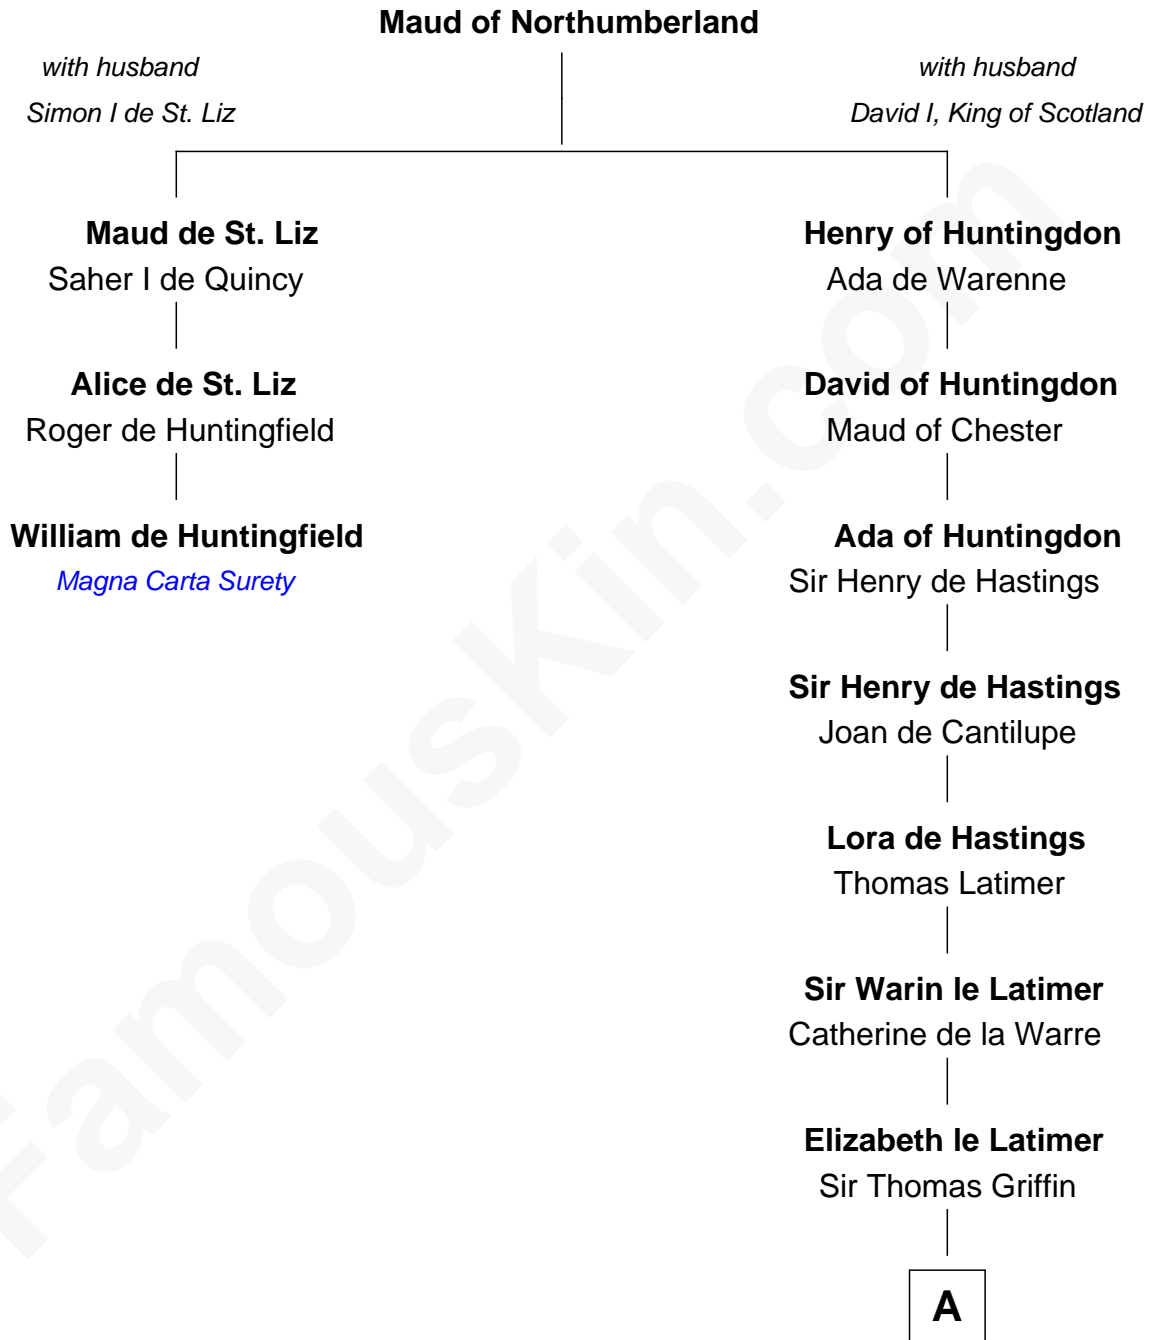 Maud of Northumberland
with husband
Simon I de St. Liz
with husband
David I, King of Scotland
Maud de St. Liz
Saher I de Quincy
Henry of Huntingdon
Ada de Warenne
Alice de St. Liz
Roger de Huntingfield
David of Huntingdon
Maud of Chester
William de Huntingfield
Magna Carta Surety
Ada of Huntingdon
Sir Henry de Hastings
Sir Henry de Hastings
Joan de Cantilupe
Lora de Hastings
Thomas Latimer
Sir Warin le Latimer
Catherine de la Warre
Elizabeth le Latimer
Sir Thomas Griffin
A
FamousKin.com